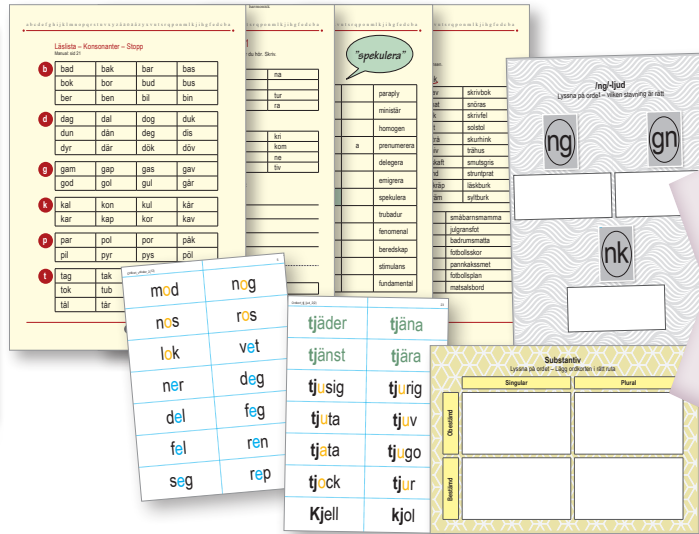 a b c d e f g h i j k l m n o p q r s t u v x y z å ä ö ä å z y x v u t s r q p o n m l k j i h g f e d c b a
Läslista – Konsonanter – Stopp
Manual sid 21
b bad bak bar bas
bok bor bud bus
ber ben bil bin
d dag dal dog duk
dun dán deg dis
dyr där dök döv
g gam gap gas gav
god gol gul går
k kal kon kul kår
kar kap kor kav
p par pol por påk
pil pyr pys pöl
t tag tak
tok tub
tål tår
du här. Skriv
na
tur
ra
kri
kom
ne
tiv
"spekulera"
paraply
ministär
homogen
a prenumerera
delegera
emigrera
spekulera
trubadur
fenomenal
beredskap
stimulans
fundamental
skrivbok
snöras
skrivfel
solstol
skurhink
trähus
smutsgris
struntprat
läskburk
syltburk
småbarnsmamma
julgransfot
badrumsmatta
fotbollsskor
pannkakssmet
fotbollsplan
matsalsbord
/ng/-ljud
Lyssna på ordet – vilken stavning är rätt
ng
gn
nk
mod nog
nos ros
lok vet
ner deg
del feg
fel ren
seg rep
tjäder tjäna
tjänst tjära
tjusig tjurig
tjuta tjuv
tjata tjugo
tjock tjur
Kjell kjol
Substantiv
Lyssna på ordet – Lägg ordkorten i rätt ruta
Singular Plural
Obestämd
Bestämd